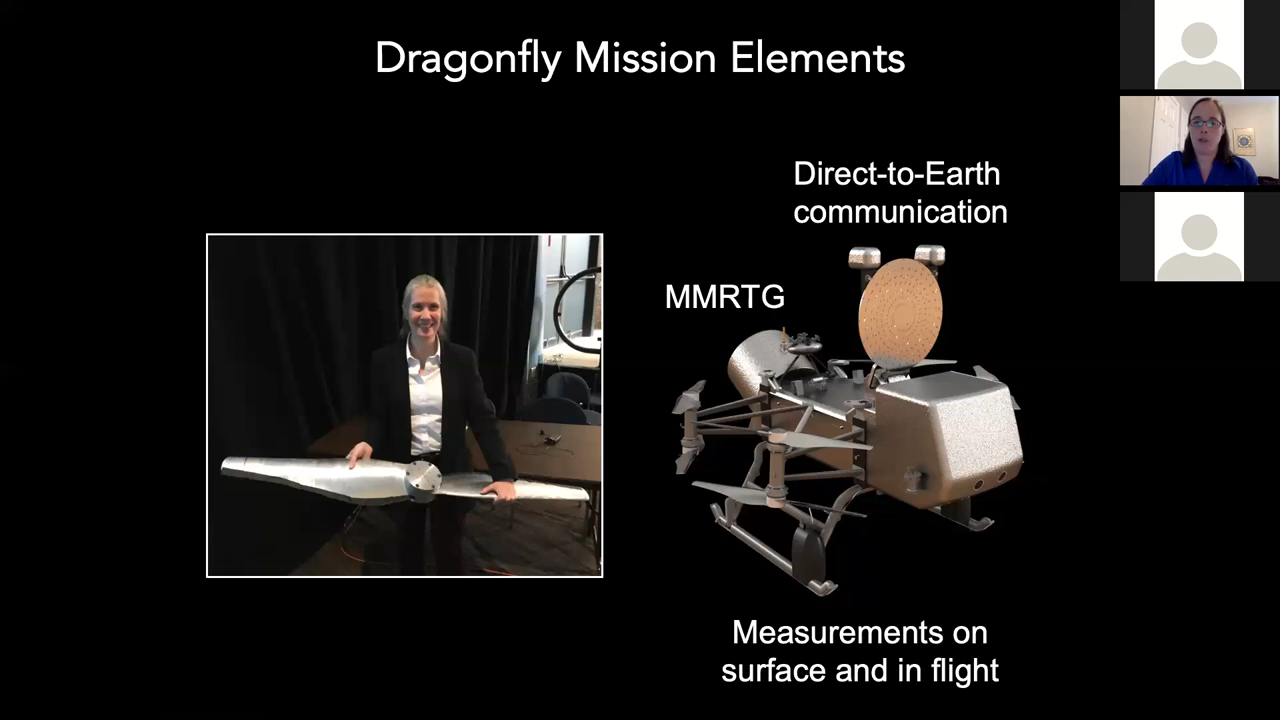 Dragonfly Mission Elements
Direct-to-Earth
communication
MMRTG
Measurements on
surface and in flight